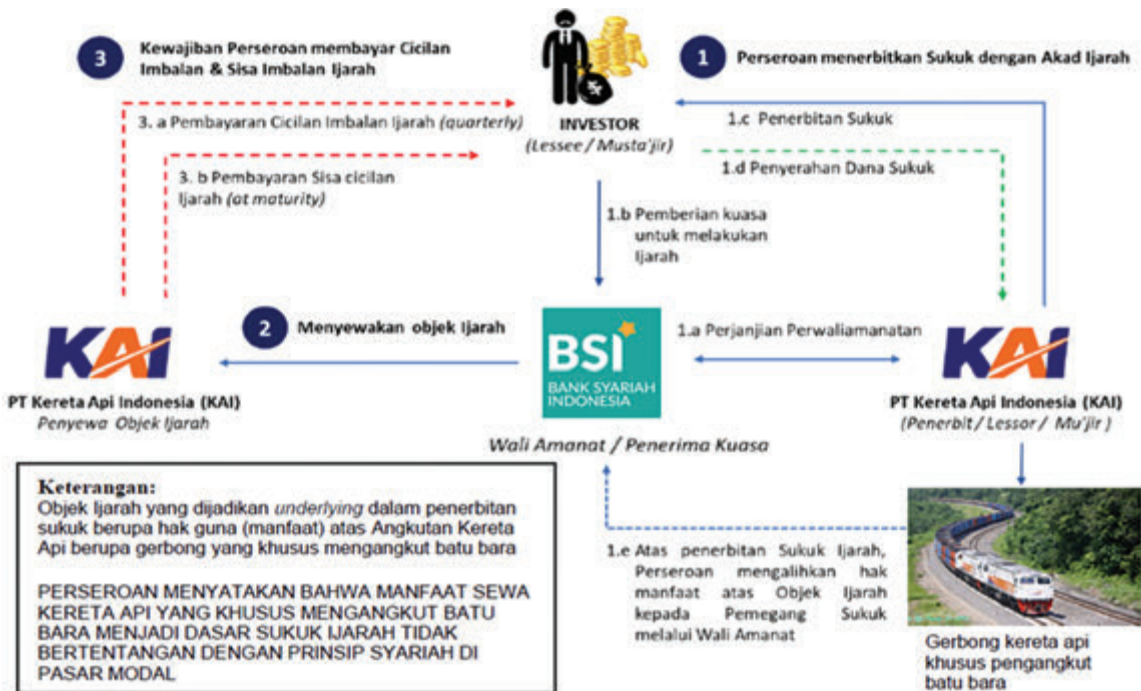 3
Kewajiban Perseroan membayar Cicilan
Imbalan & Sisa Imbalan Ijarah
1
Perseroan menerbitkan Sukuk dengan Akad Ijarah
3. a Pembayaran Cicilan Imbalan Ijarah (quarterly)
INVESTOR
(Lessee / Musta'jir)
1.c Penerbitan Sukuk
3. b Pembayaran Sisa cicilan
Ijarah (at maturity)
1.d Penyerahan Dana Sukuk
1.b Pemberian kuasa
untuk melakukan
Ijarah
2
Menyewakan objek Ijarah
KAI
PT Kereta Api Indonesia (KAI)
Penyewa Objek Ijarah
BSI
BANK SYARIAH
INDONESIA
Wali Amanat / Penerima Kuasa
1.a Perjanjian Perwaliamanatan
KAI
PT Kereta Api Indonesia (KAI)
(Penerbit / Lessor / Mu'jir )
Keterangan:
Objek Ijarah yang dijadikan underlying dalam penerbitan
sukuk berupa hak guna (manfaat) atas Angkutan Kereta
Api berupa gerbong yang khusus mengangkut batu bara
PERSEROAN MENYATAKAN BAHWA MANFAAT SEWA
KERETA API YANG KHUSUS MENGANGKUT BATU
BARA MENJADI DASAR SUKUK IJARAH TIDAK
BERTENTANGAN DENGAN PRINSIP SYARIAH DI
PASAR MODAL
1.e Atas penerbitan Sukuk Ijarah,
Perseroan mengalihkan hak
manfaat atas Objek Ijarah
kepada Pemegang Sukuk
melalui Wali Amanat
Gerbong kereta api
khusus pengangkut
batu bara